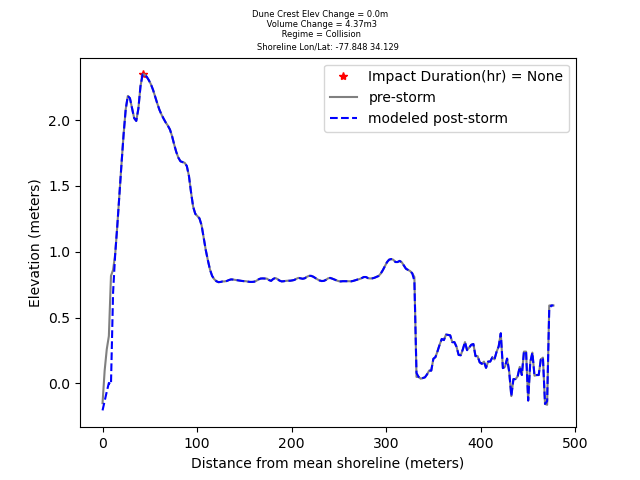 Dune Crest Elev Change = 0.0m
Volume Change = 4.37m3
Regime = Collision
Shoreline Lon/Lat: -77.848 34.129
Impact Duration(hr) = None
pre-storm
modeled post-storm
Elevation (meters)
2.0
1.5
1.0
0.5
0.0
0 100 200 300 400 500
Distance from mean shoreline (meters)